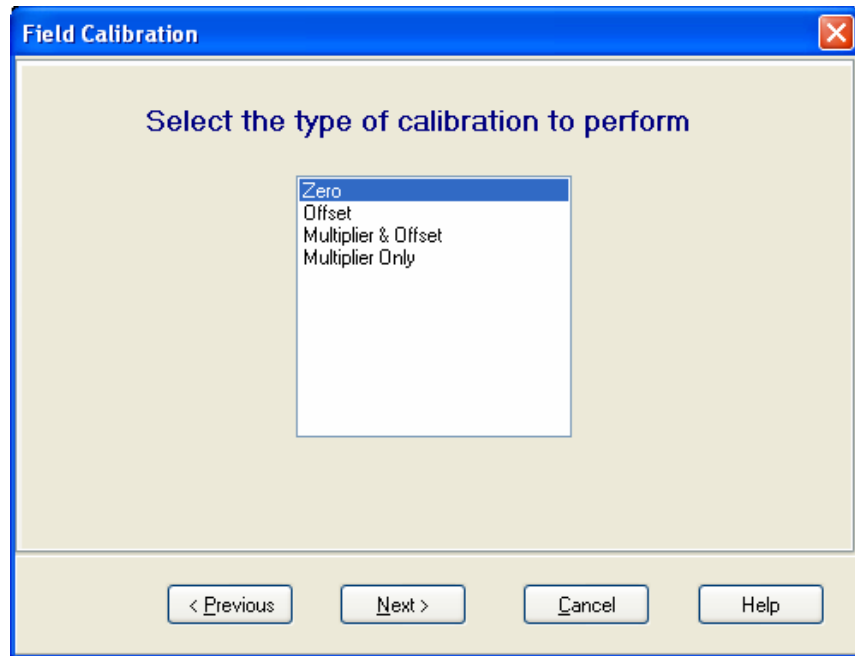 Field Calibration
Select the type of calibration to perform
Zero
Offset
Multiplier & Offset
Multiplier Only
< Previous
Next >
Cancel
Help